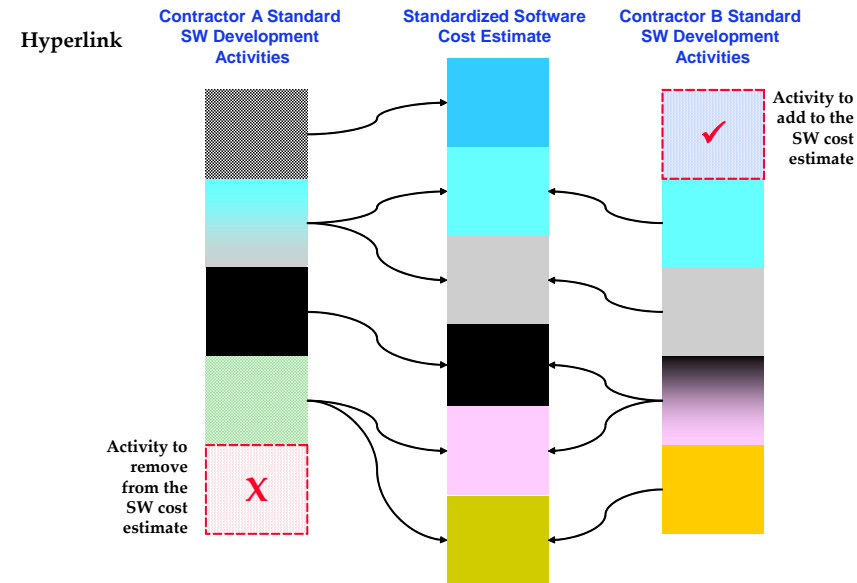 Hyperlink
Contractor A Standard
SW Development
Activities
Standardized Software
Cost Estimate
Contractor B Standard
SW Development
Activities
Activity to
add to the
SW cost
estimate
✓
Activity to
remove
from the
SW cost
estimate
X